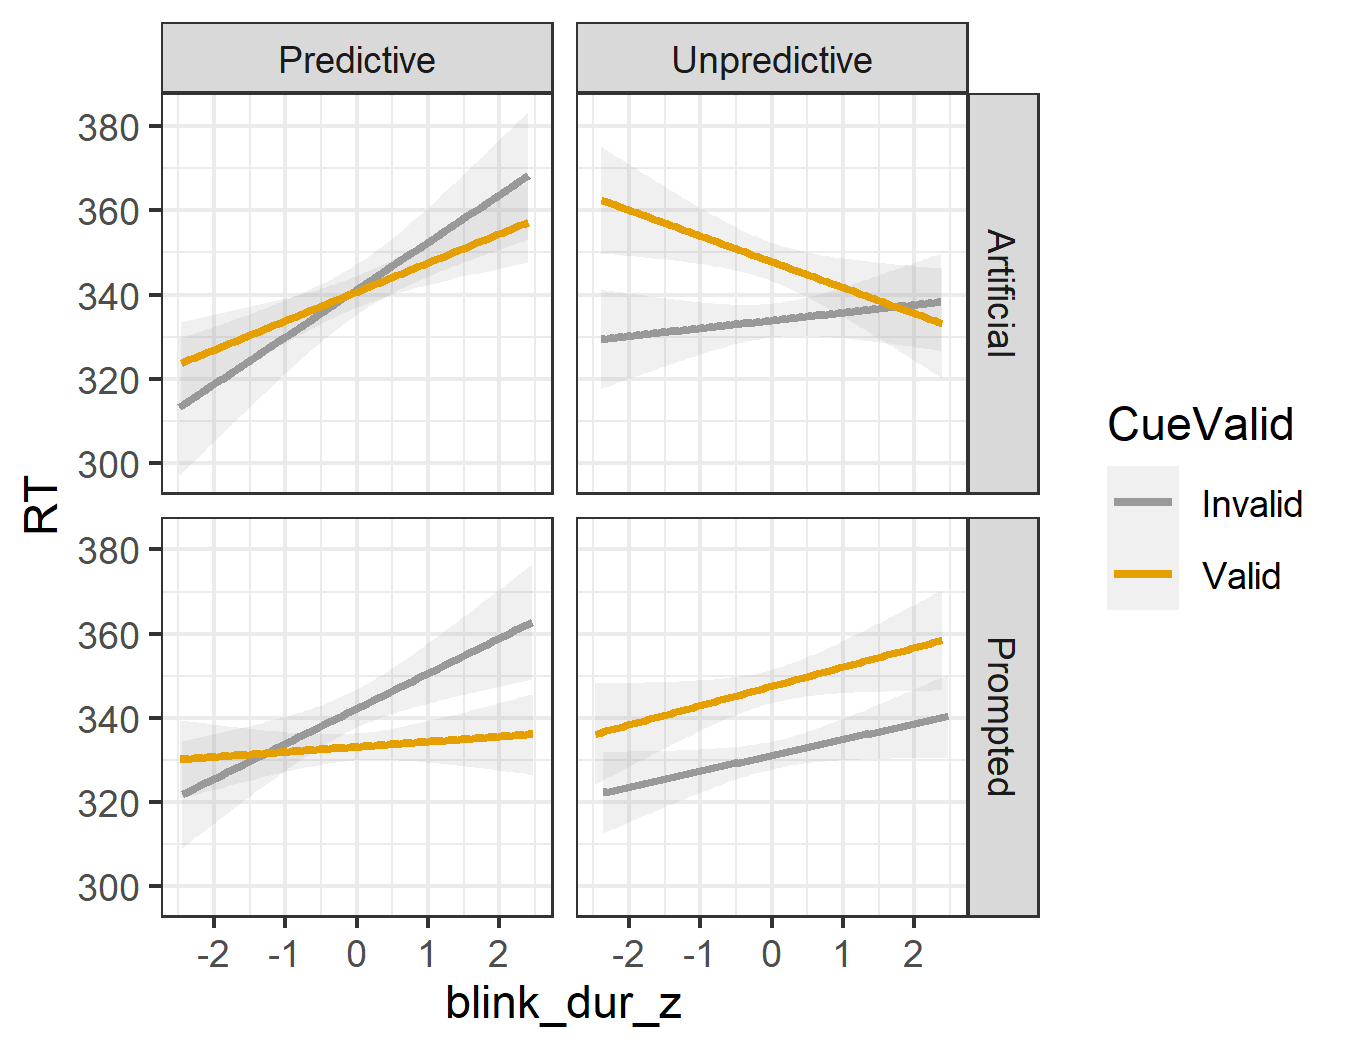 Predictive
Unpredictive
380
360
340
320
300
Artificial
RT
380
360
340
320
300
Prompted
-2 -1 0 1 2
-2 -1 0 1 2
blink_dur_z
CueValid
Invalid
Valid